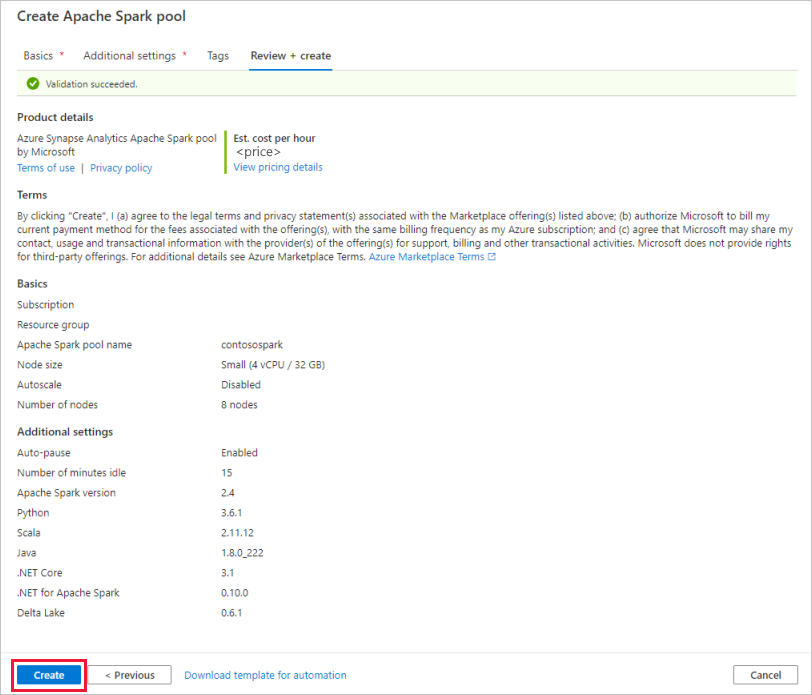 Create Apache Spark pool
Basics * Additional settings * Tags Review + create
Validation succeeded.
Product details
Azure Synapse Analytics Apache Spark pool
by Microsoft
Terms of use | Privacy policy
Est. cost per hour
<price>
View pricing details
Terms
By clicking "Create", I (a) agree to the legal terms and privacy statement(s) associated with the Marketplace offering(s) listed above; (b) authorize Microsoft to bill my
current payment method for the fees associated with the offering(s), with the same billing frequency as my Azure subscription; and (c) agree that Microsoft may share my
contact, usage and transactional information with the provider(s) of the offering(s) for support, billing and other transactional activities. Microsoft does not provide rights
for third-party offerings. For additional details see Azure Marketplace Terms. Azure Marketplace Terms
Basics
Subscription
Resource group
Apache Spark pool name contosospark
Node size Small (4 vCPU / 32 GB)
Autoscale Disabled
Number of nodes 8 nodes
Additional settings
Auto-pause Enabled
Number of minutes idle 15
Apache Spark version 2.4
Python 3.6.1
Scala 2.11.12
Java 1.8.0_222
.NET Core 3.1
.NET for Apache Spark 0.10.0
Delta Lake 0.6.1
Create < Previous Download template for automation Cancel